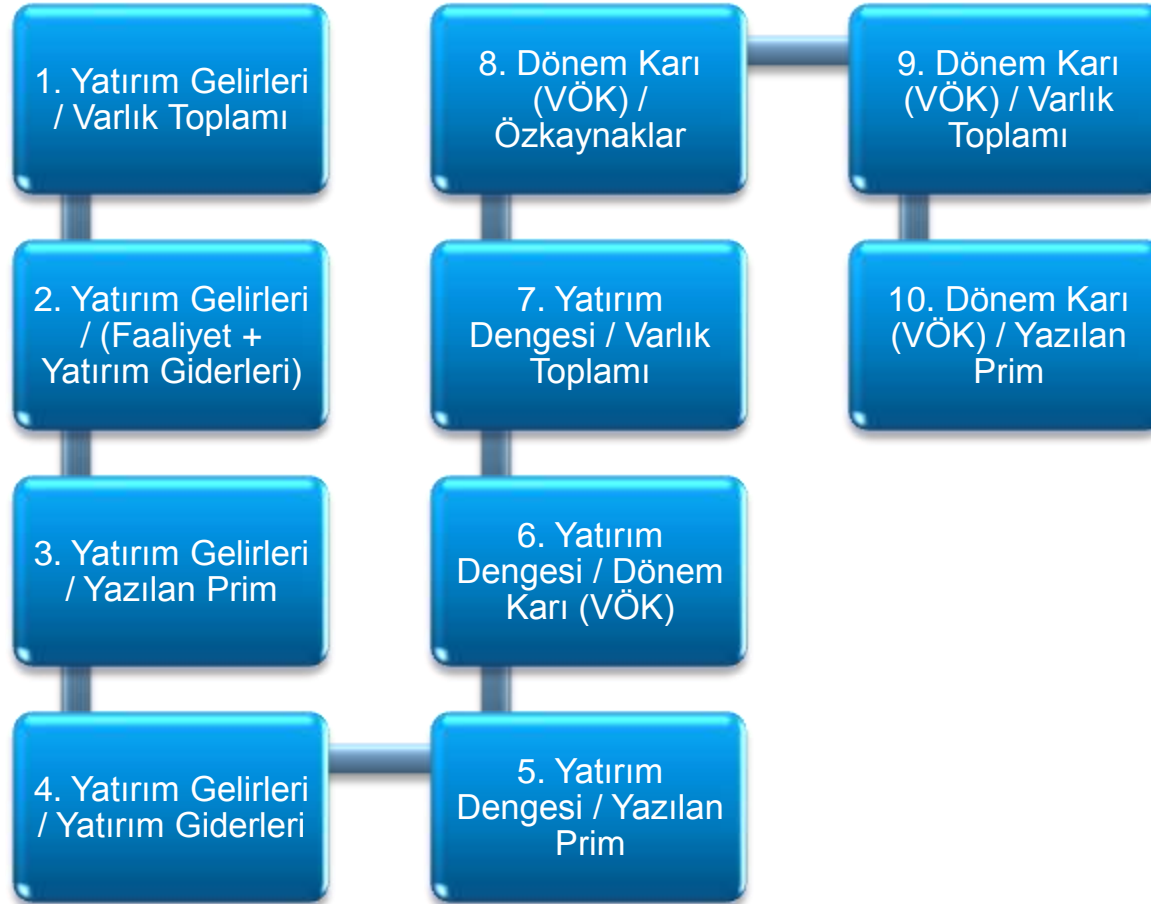 1. Yatırım Gelirleri
/ Varlık Toplamı
2. Yatırım Gelirleri
/ (Faaliyet +
Yatırım Giderleri)
3. Yatırım Gelirleri
/ Yazılan Prim
4. Yatırım Gelirleri
/ Yatırım Giderleri
5. Yatırım
Dengesi / Yazılan
Prim
6. Yatırım
Dengesi / Dönem
Karı (VÖK)
7. Yatırım
Dengesi / Varlık
Toplamı
8. Dönem Karı
(VÖK) /
Özkaynaklar
9. Dönem Karı
(VÖK) / Varlık
Toplamı
10. Dönem Karı
(VÖK) / Yazılan
Prim